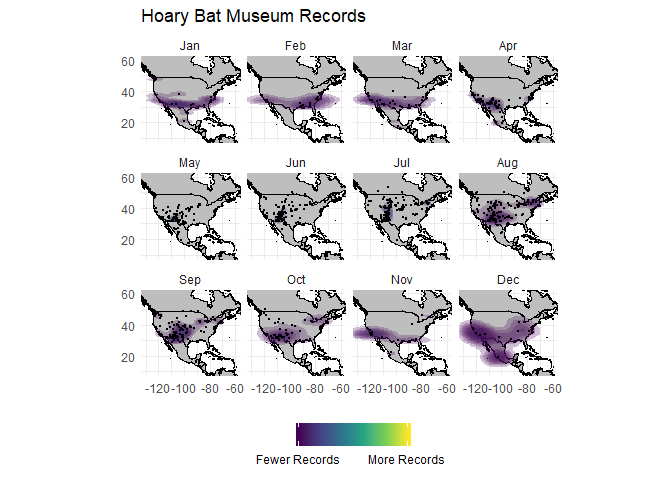 Hoary Bat Museum Records
Jan Feb Mar Apr
60
40
20
May Jun Jul Aug
60
40
20
Sep Oct Nov Dec
60
40
20
-120 -100 -80 -60 -120 -100 -80 -60 -120 -100 -80 -60 -120 -100 -80 -60
Fewer Records More Records